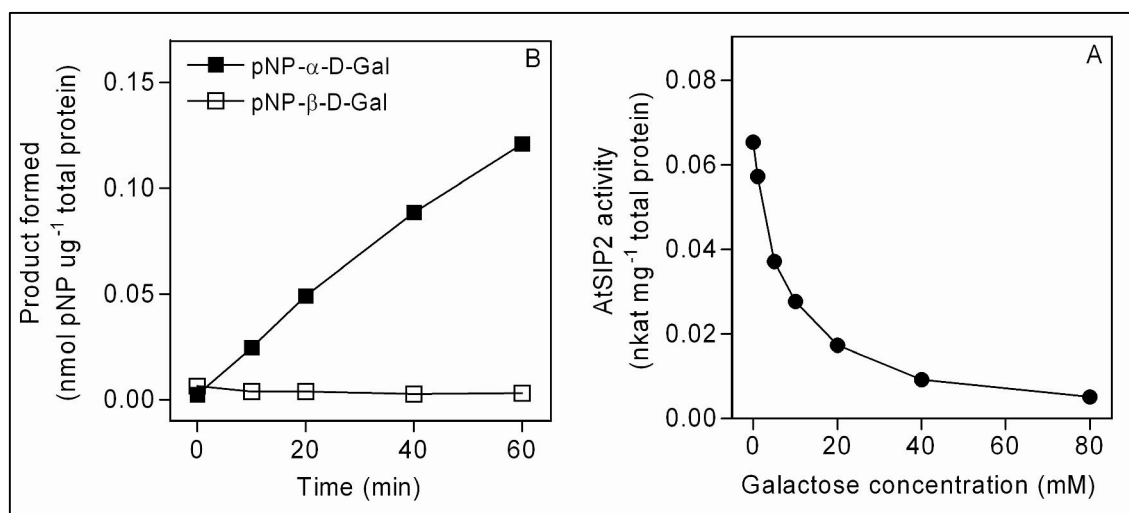 B
pNP-α-D-Gal
pNP-β-D-Gal
Product formed
(nmol pNP ug⁻¹ total protein)
0.15
0.10
0.05
0.00
0 20 40 60
Time (min)
A
AtSIP2 activity
(nkat mg⁻¹ total protein)
0.08
0.06
0.04
0.02
0.00
0 20 40 60 80
Galactose concentration (mM)